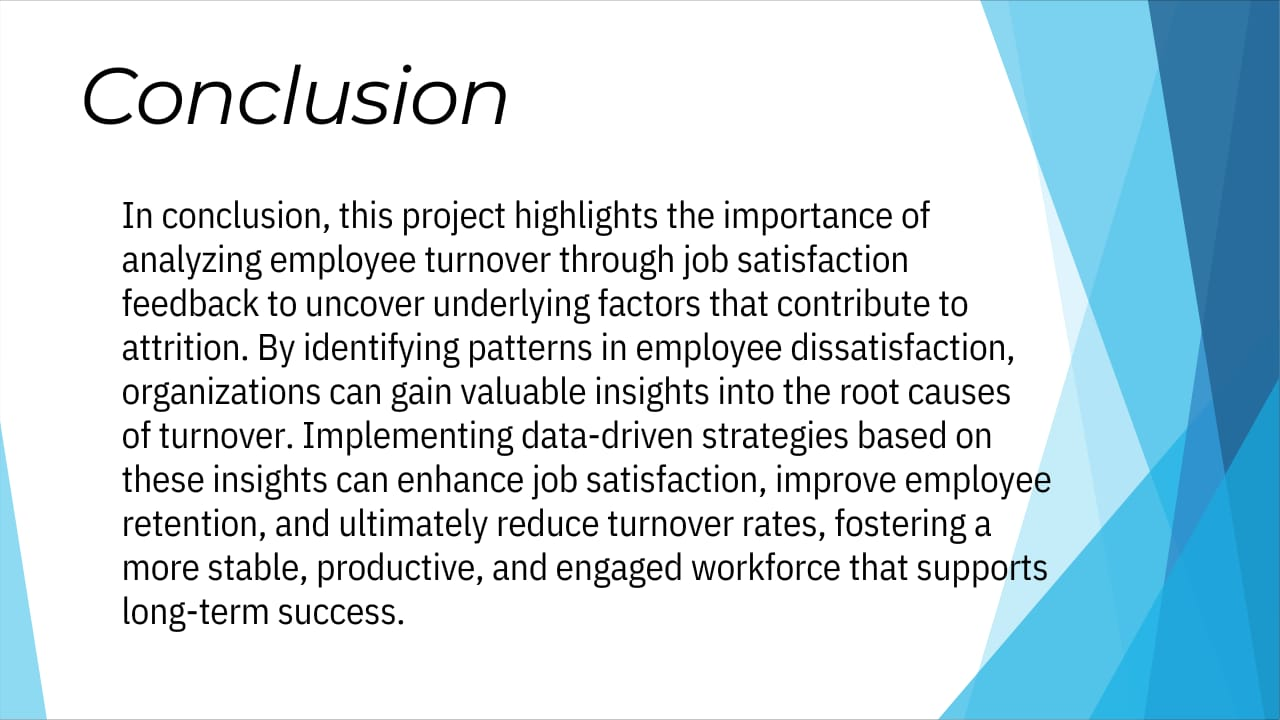 Conclusion
In conclusion, this project highlights the importance of
analyzing employee turnover through job satisfaction
feedback to uncover underlying factors that contribute to
attrition. By identifying patterns in employee dissatisfaction,
organizations can gain valuable insights into the root causes
of turnover. Implementing data-driven strategies based on
these insights can enhance job satisfaction, improve employee
retention, and ultimately reduce turnover rates, fostering a
more stable, productive, and engaged workforce that supports
long-term success.